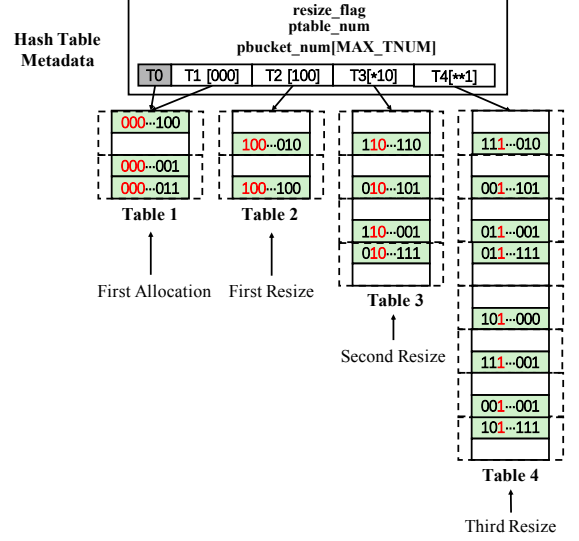 resize_flag
ptable_num
pbucket_num[MAX_TNUM]
Hash Table
Metadata
T0 T1 [000] T2 [100] T3[*10] T4[**1]
000···100
000···001
000···011
Table 1
First Allocation
100···010
100···100
Table 2
First Resize
110···110
010···101
110···001
010···111
Table 3
Second Resize
111···010
001···101
011···001
011···111
101···000
111···001
001···001
101···111
Table 4
Third Resize